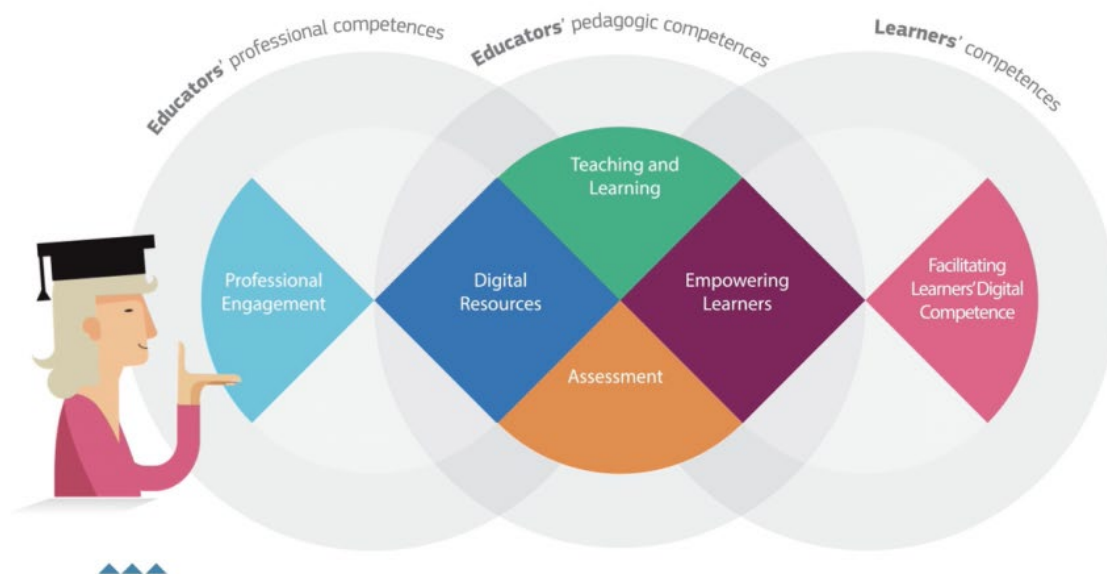 Educators' professional competences
Educators' pedagogic competences
Learners' competences
Professional
Engagement
Digital
Resources
Teaching and
Learning
Assessment
Empowering
Learners
Facilitating
Learners'Digital
Competence